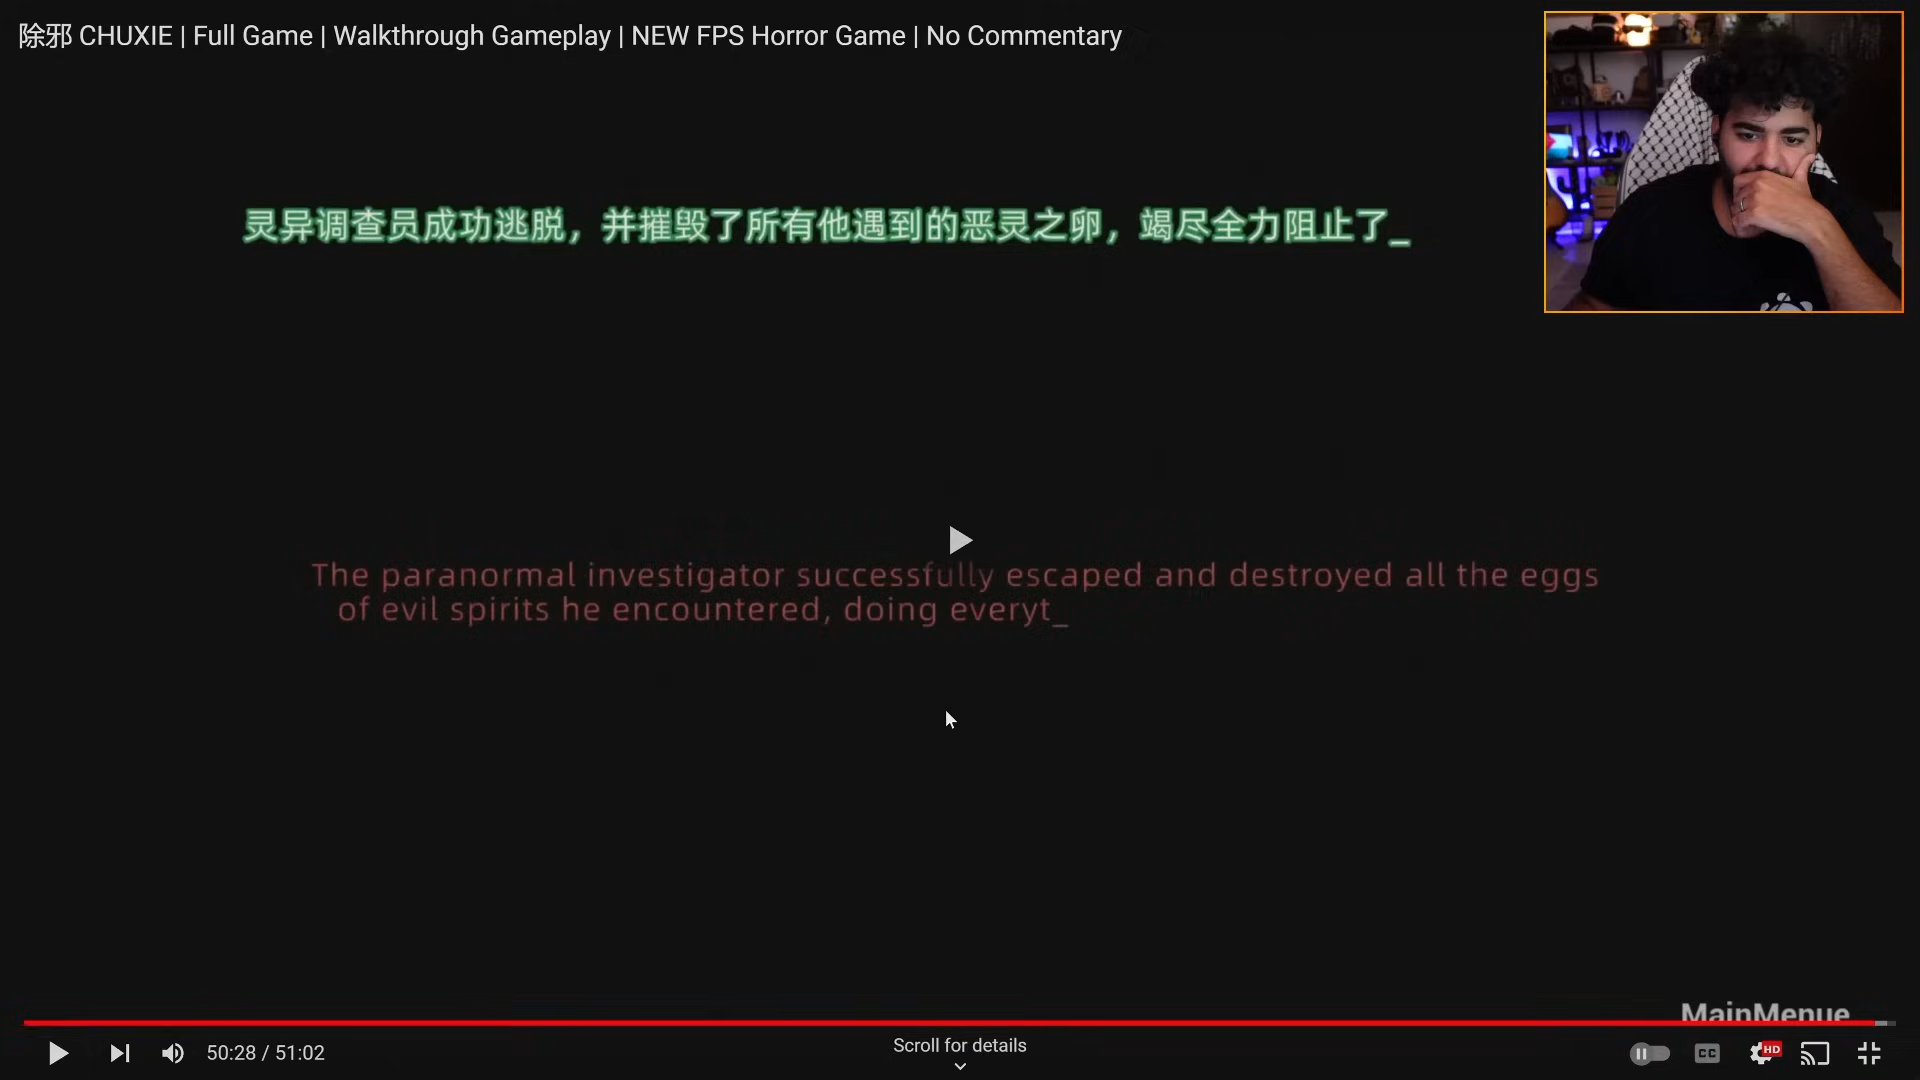 除邪 CHUXIE | Full Game | Walkthrough Gameplay | NEW FPS Horror Game | No Commentary
灵异调查员成功逃脱，并摧毁了所有他遇到的恶灵之卵，竭尽全力阻止了_
The paranormal investigator successfully escaped and destroyed all the eggs
of evil spirits he encountered, doing everyt_
MainMenue
50:28 / 51:02
Scroll for details
CC
HD